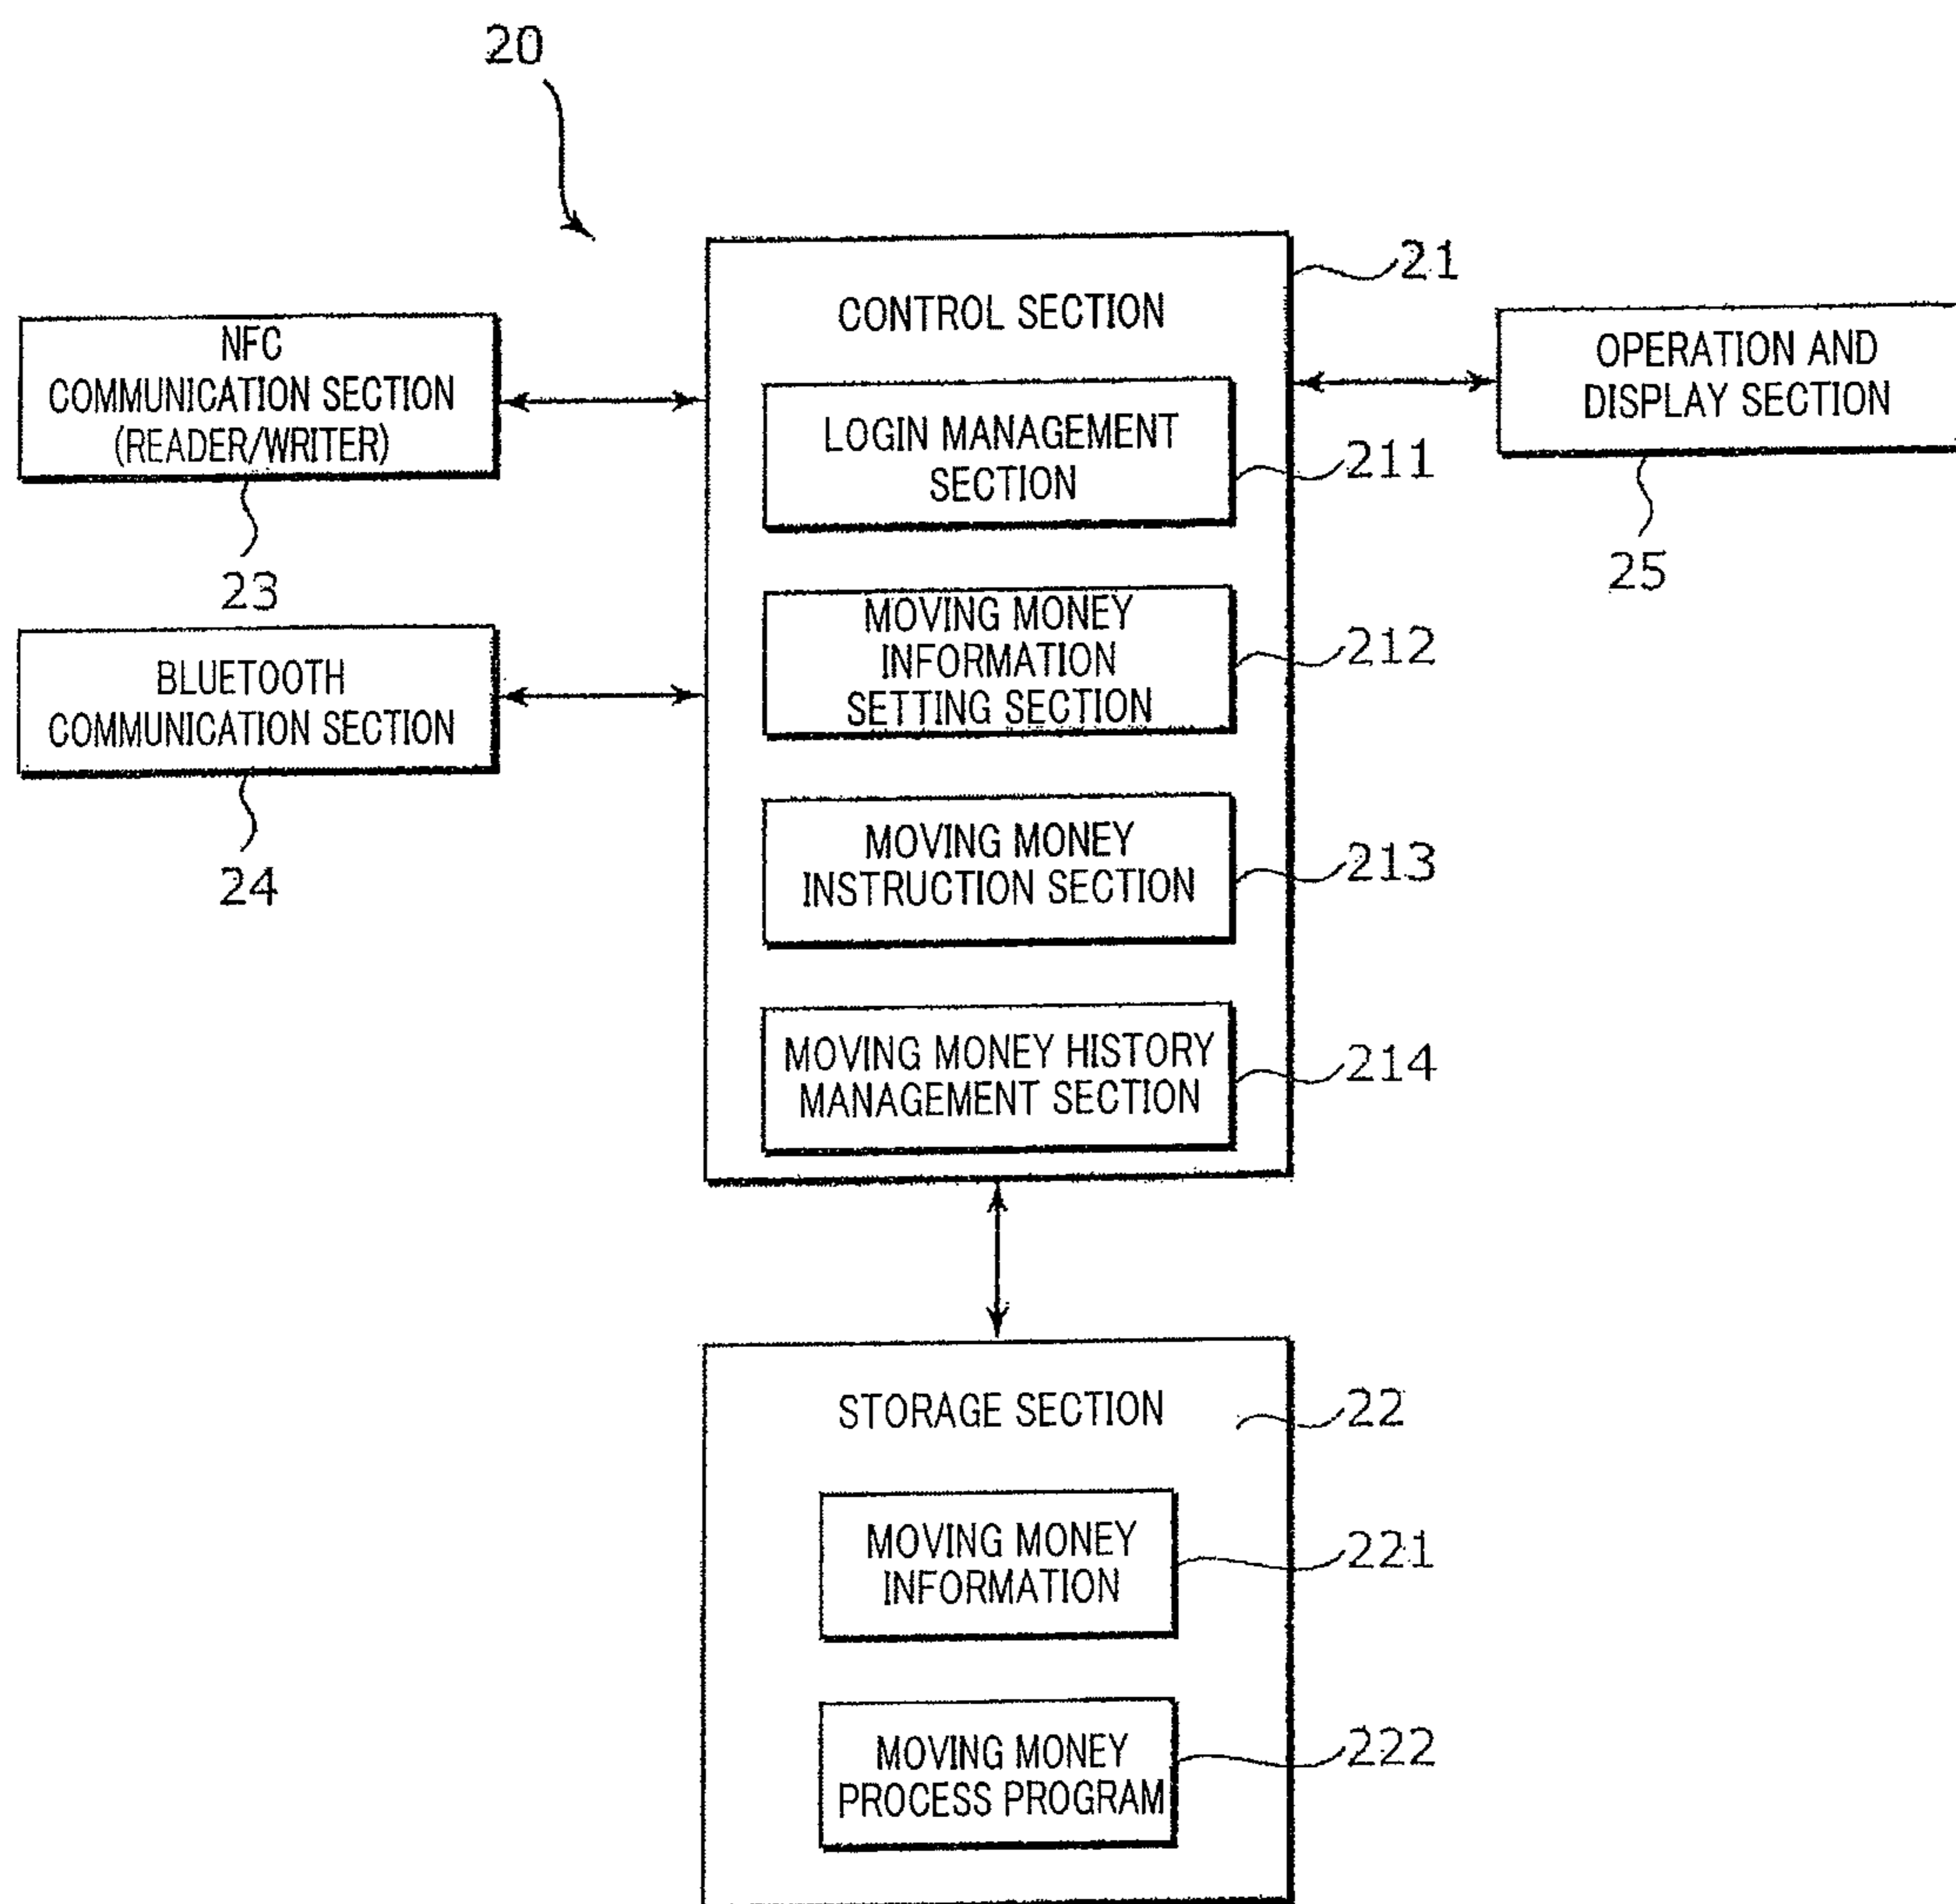 20
CONTROL SECTION
21
NFC
COMMUNICATION SECTION
(READER/WRITER)
23
OPERATION AND
DISPLAY SECTION
25
LOGIN MANAGEMENT
SECTION
211
BLUETOOTH
COMMUNICATION SECTION
24
MOVING MONEY
INFORMATION
SETTING SECTION
212
MOVING MONEY
INSTRUCTION SECTION
213
MOVING MONEY HISTORY
MANAGEMENT SECTION
214
STORAGE SECTION
22
MOVING MONEY
INFORMATION
221
MOVING MONEY
PROCESS PROGRAM
222